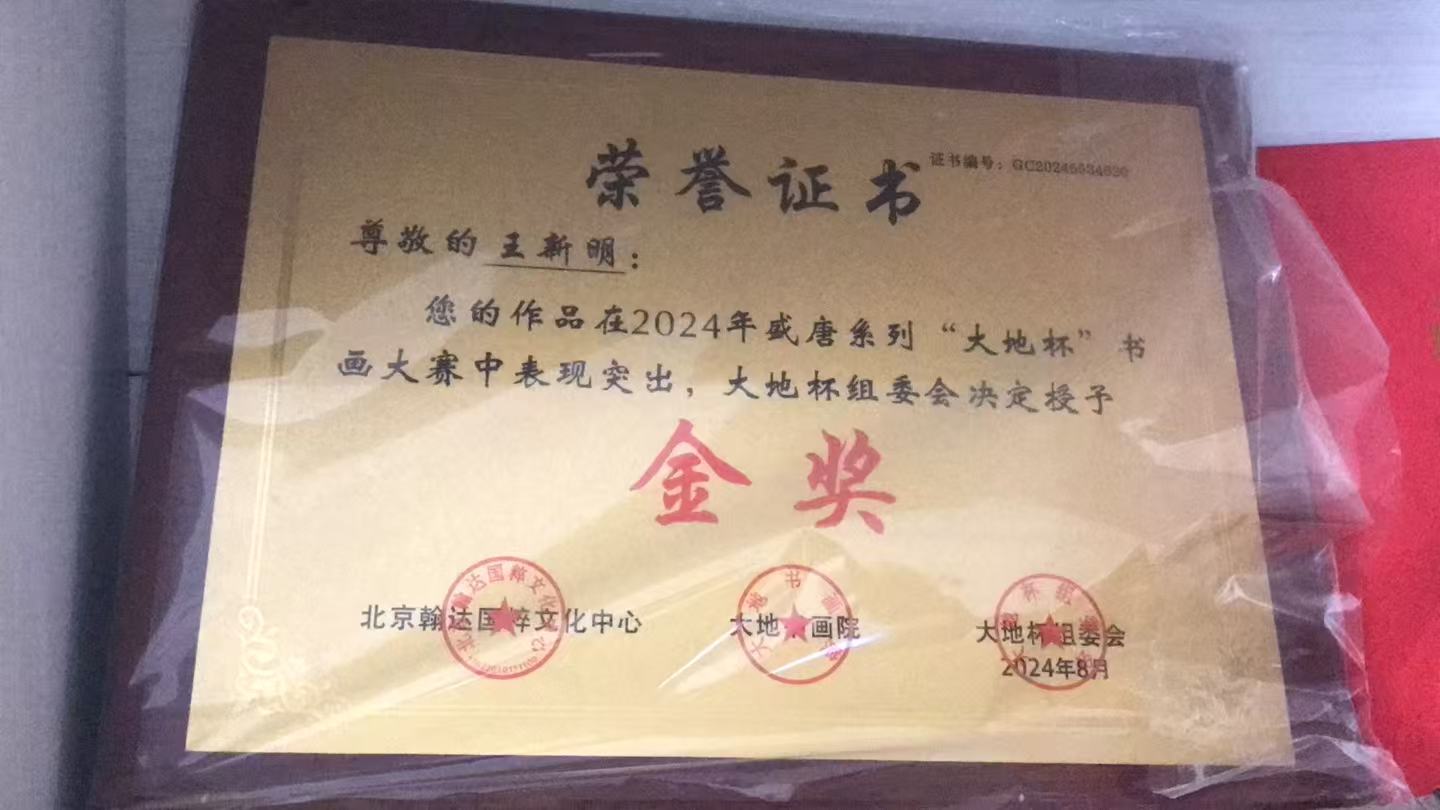 荣誉证书
证书编号：
尊敬的 王新明：
您的作品在2024年盛唐系列“大地杯”书
画大赛中表现突出，大地杯组委会决定授予
金奖
北京翰达国粹文化中心
大地书画院
大地杯组委会
2024年8月